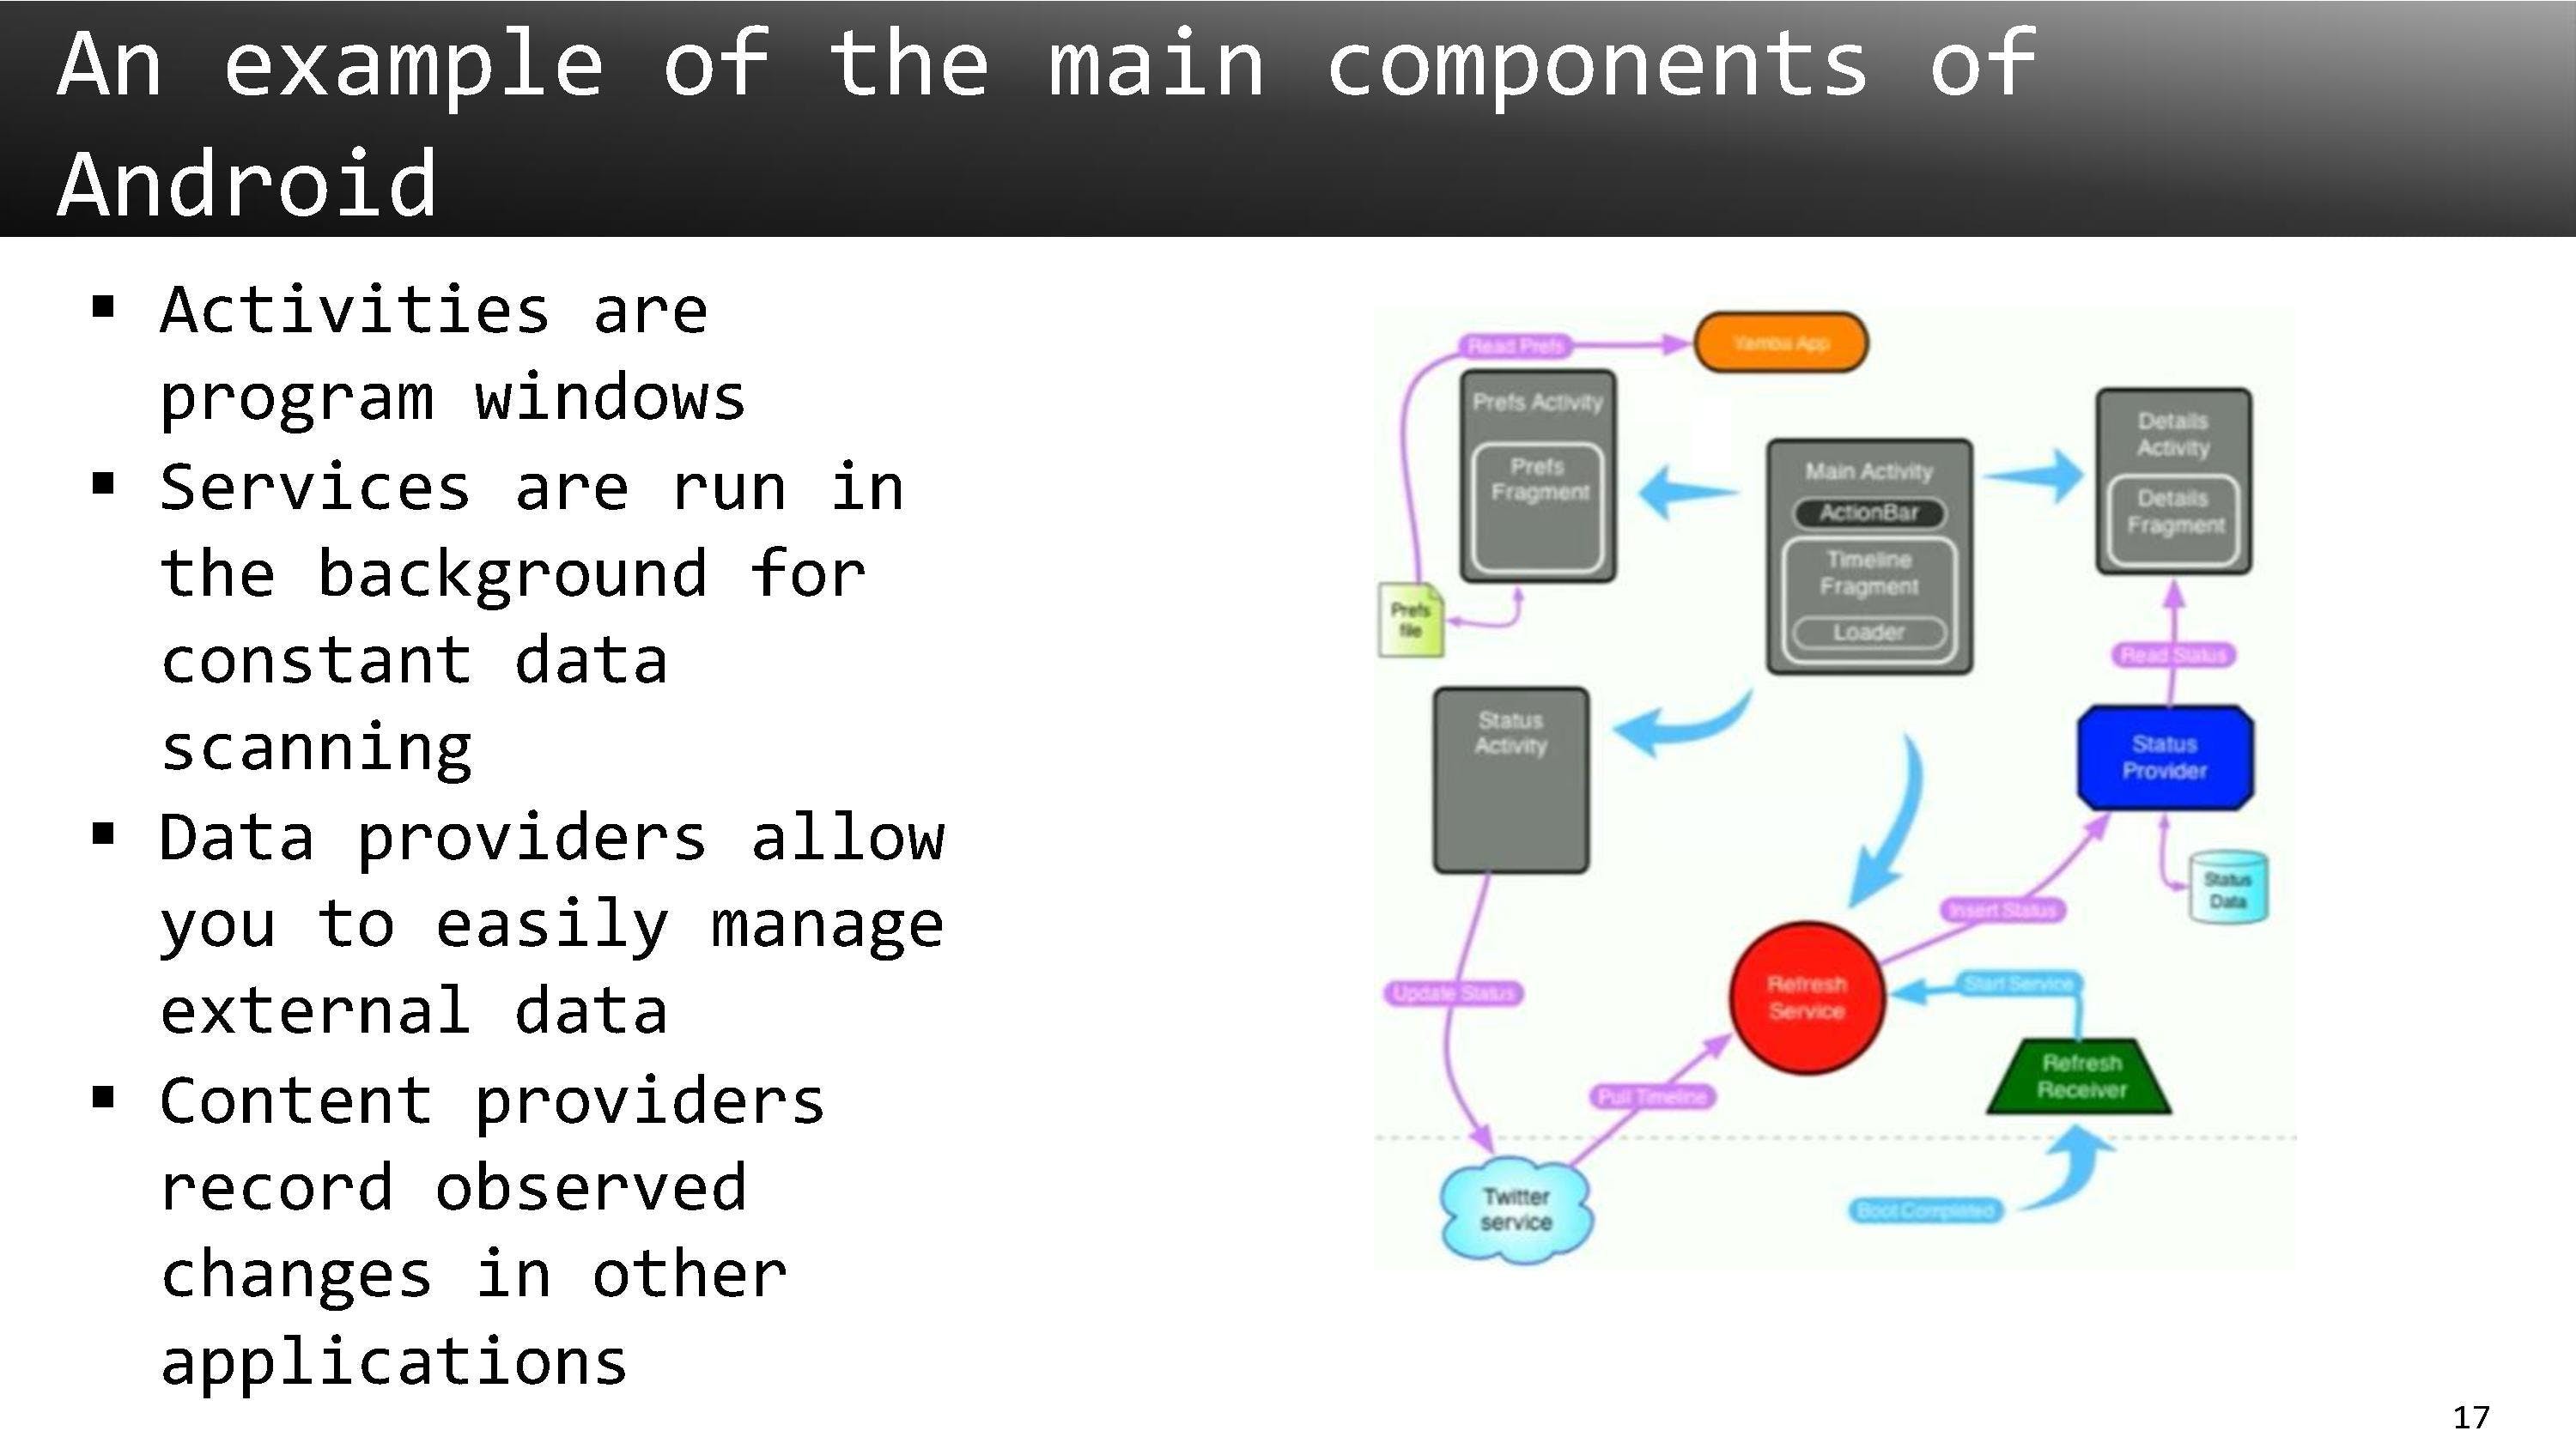 An example of the main components of
Android
▪ Activities are
program windows
▪ Services are run in
the background for
constant data
scanning
▪ Data providers allow
you to easily manage
external data
▪ Content providers
record observed
changes in other
applications
Read Prefs
Yamba App
Prefs Activity
Prefs
Fragment
Main Activity
ActionBar
Timeline
Fragment
Loader
Details
Activity
Details
Fragment
Prefs
file
Read Status
Status
Activity
Status
Provider
Status
Data
Insert Status
Update Status
Refresh
Service
Start Service
Refresh
Receiver
Pull Timeline
Twitter
service
Boot Completed
17